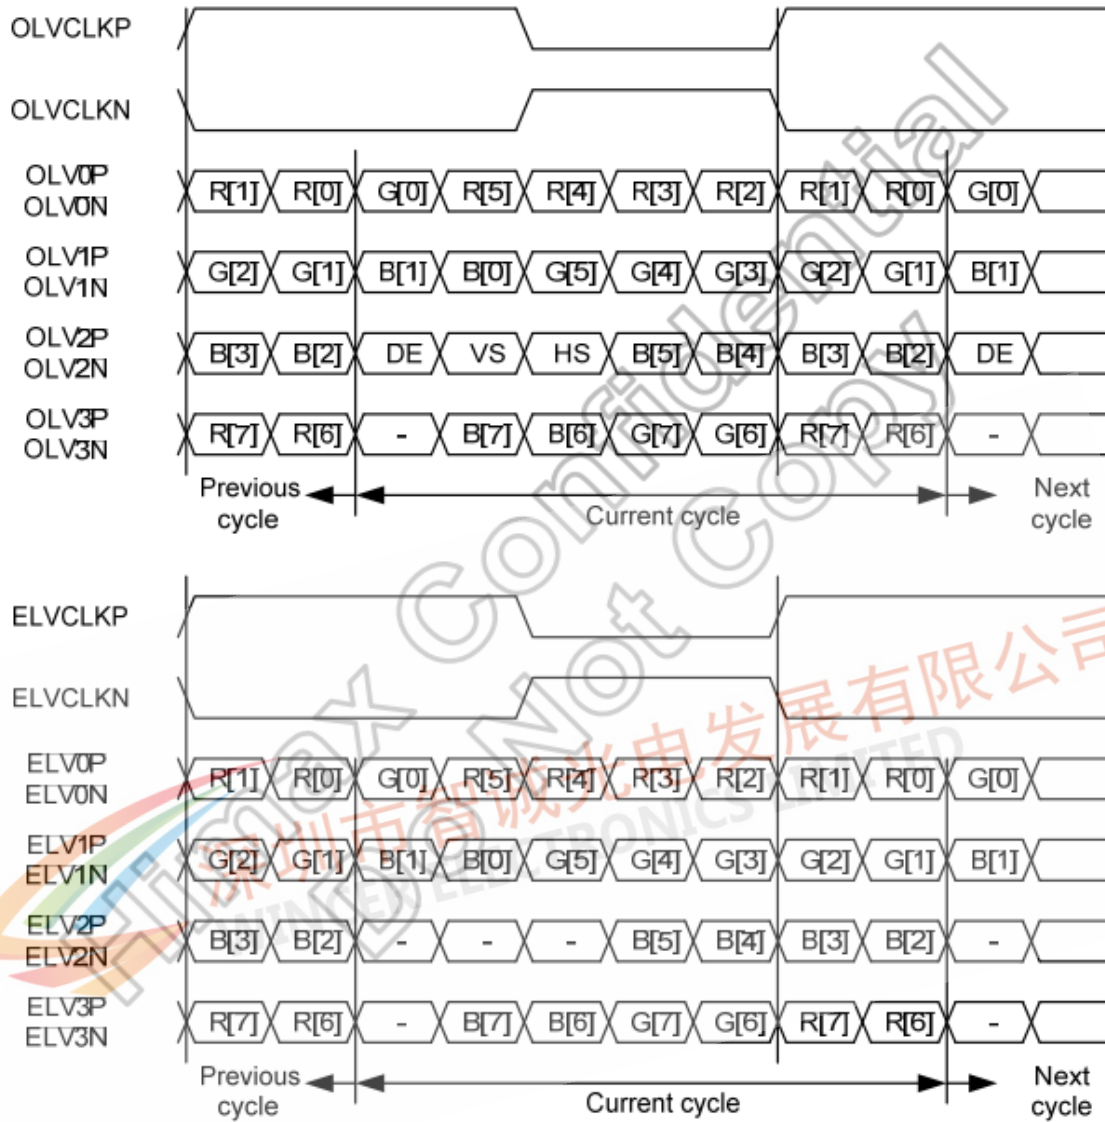 OLVCLKP
OLVCLKN
OLV0P
OLV0N
R[1] R[0] G[0] R[5] R[4] R[3] R[2] R[1] R[0] G[0]
OLV1P
OLV1N
G[2] G[1] B[1] B[0] G[5] G[4] G[3] G[2] G[1] B[1]
OLV2P
OLV2N
B[3] B[2] DE VS HS B[5] B[4] B[3] B[2] DE
OLV3P
OLV3N
R[7] R[6] - B[7] B[6] G[7] G[6] R[7] R[6] -
Previous
cycle
Current cycle
Next
cycle
ELVCLKP
ELVCLKN
ELV0P
ELV0N
R[1] R[0] G[0] R[5] R[4] R[3] R[2] R[1] R[0] G[0]
ELV1P
ELV1N
G[2] G[1] B[1] B[0] G[5] G[4] G[3] G[2] G[1] B[1]
ELV2P
ELV2N
B[3] B[2] - - - B[5] B[4] B[3] B[2] -
ELV3P
ELV3N
R[7] R[6] - B[7] B[6] G[7] G[6] R[7] R[6] -
Previous
cycle
Current cycle
Next
cycle
Himax Confidential
Do Not Copy
深圳市智诚光电发展有限公司
ELECTRONICS LIMITED